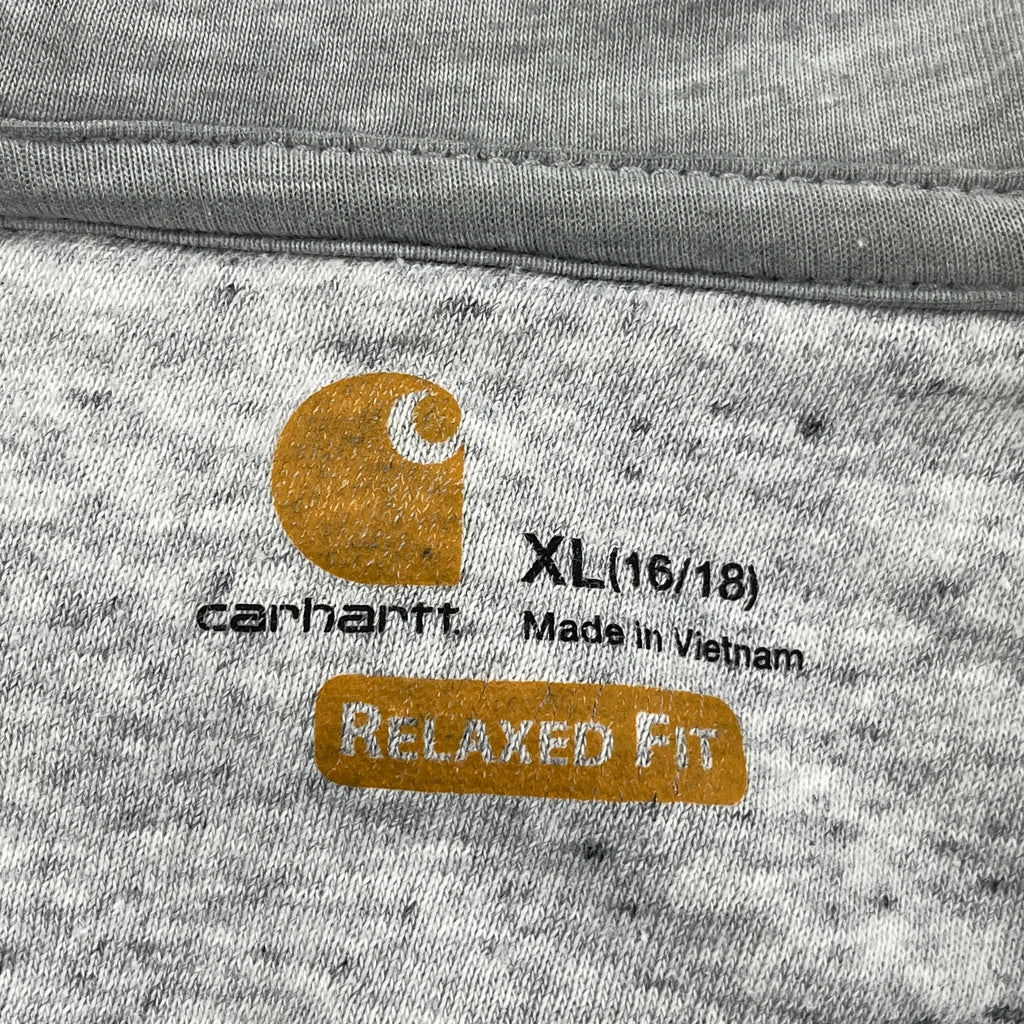 carhartt.
XL(16/18)
Made in Vietnam
RELAXED FIT